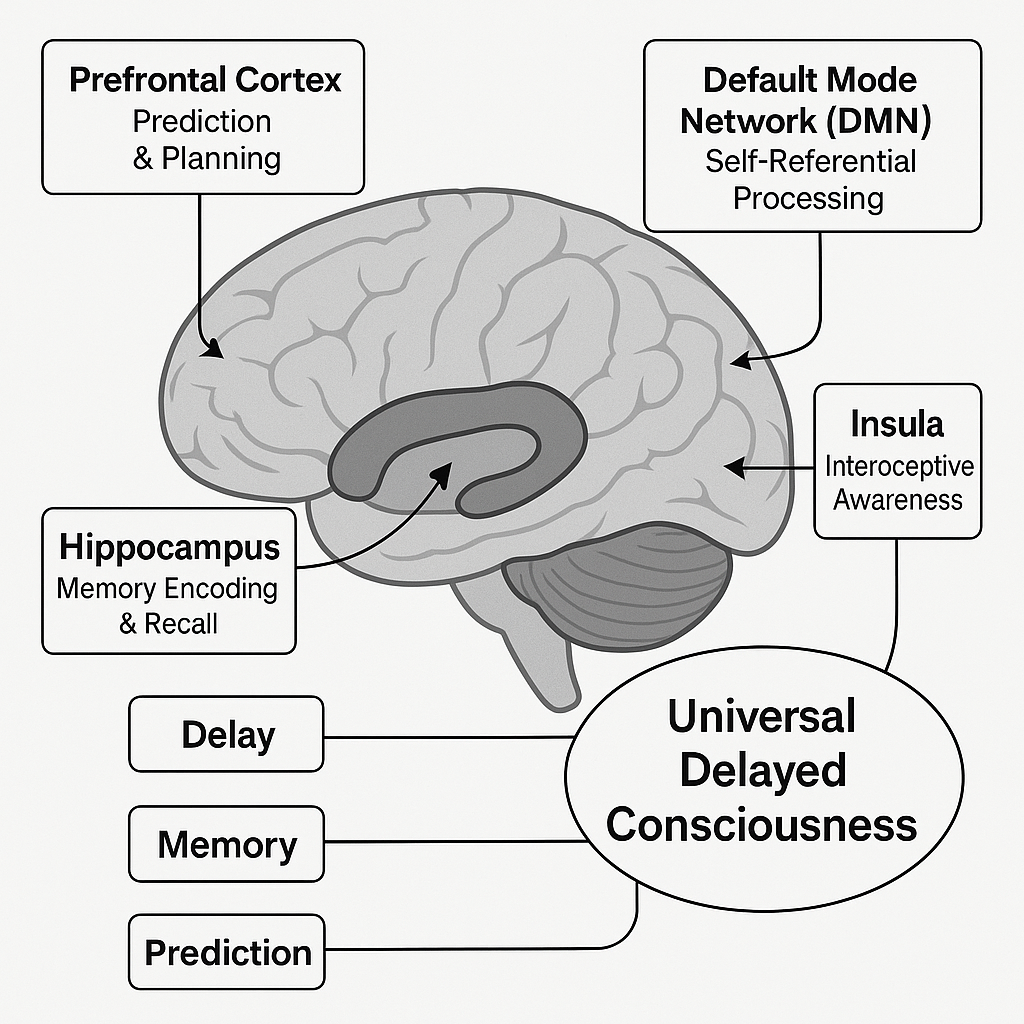 Prefrontal Cortex
Prediction
& Planning
Default Mode
Network (DMN)
Self-Referential
Processing
Insula
Interoceptive
Awareness
Hippocampus
Memory Encoding
& Recall
Delay
Memory
Prediction
Universal
Delayed
Consciousness